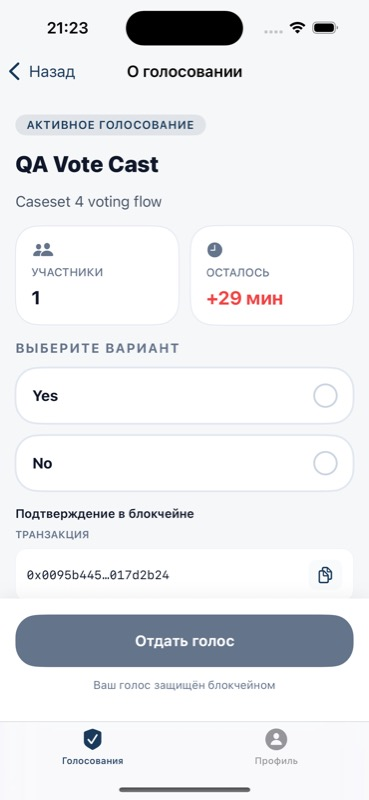 21:23
Назад
О голосовании
АКТИВНОЕ ГОЛОСОВАНИЕ
QA Vote Cast
Caseset 4 voting flow
УЧАСТНИКИ
1
ОСТАЛОСЬ
+29 мин
ВЫБЕРИТЕ ВАРИАНТ
Yes
No
Подтверждение в блокчейне
ТРАНЗАКЦИЯ
0x0095b445…017d2b24
Отдать голос
Ваш голос защищён блокчейном
Голосования
Профиль